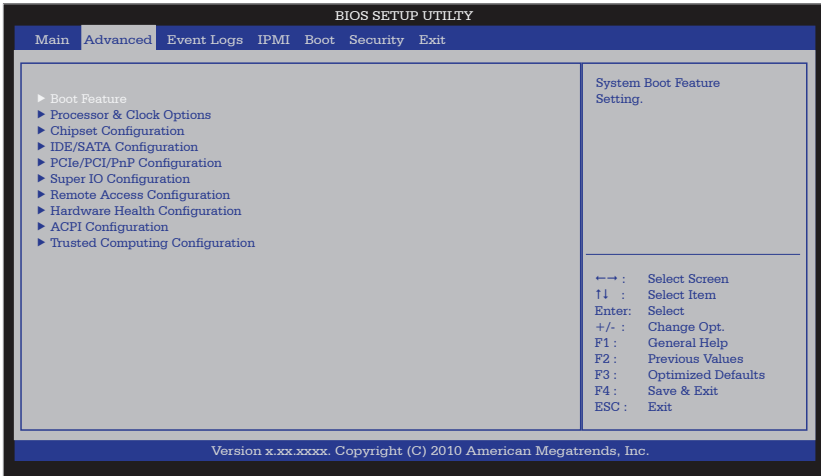 BIOS SETUP UTILTY
Main Advanced Event Logs IPMI Boot Security Exit
▶ Boot Feature
▶ Processor & Clock Options
▶ Chipset Configuration
▶ IDE/SATA Configuration
▶ PCIe/PCI/PnP Configuration
▶ Super IO Configuration
▶ Remote Access Configuration
▶ Hardware Health Configuration
▶ ACPI Configuration
▶ Trusted Computing Configuration
System Boot Feature
Setting.
←→ : Select Screen
↑↓ : Select Item
Enter: Select
+/- : Change Opt.
F1 : General Help
F2 : Previous Values
F3 : Optimized Defaults
F4 : Save & Exit
ESC : Exit
Version x.xx.xxxx. Copyright (C) 2010 American Megatrends, Inc.